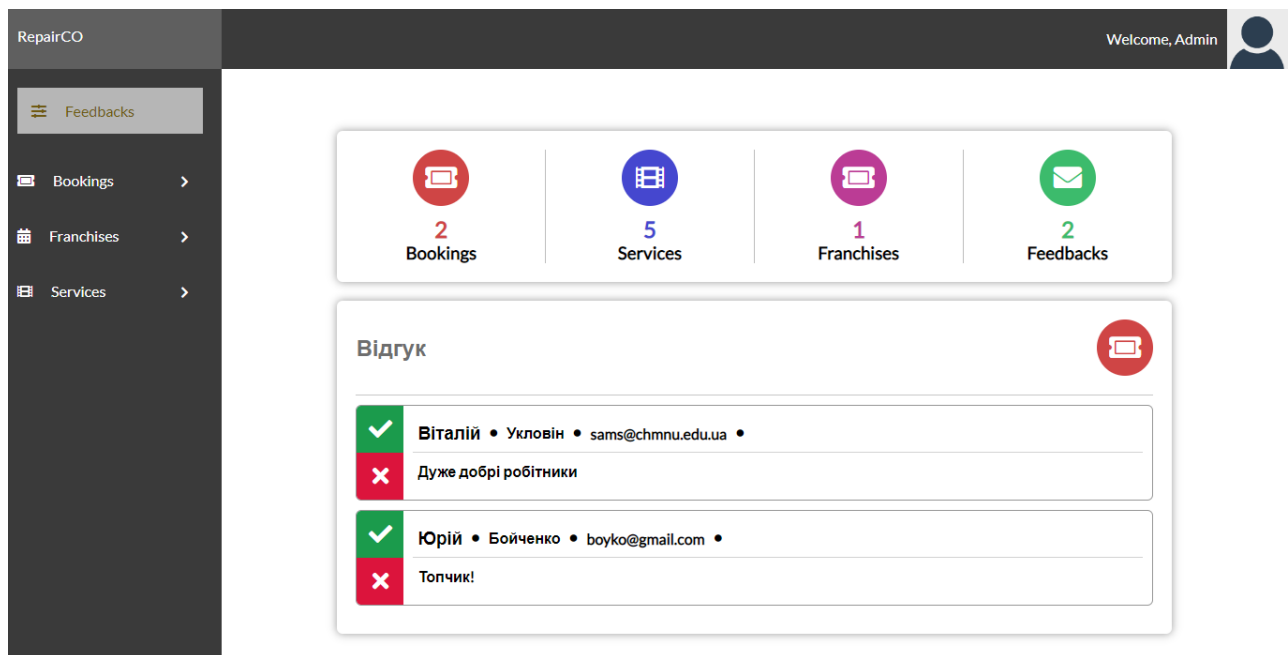 RepairCO
Welcome, Admin
Feedbacks
Bookings
Franchises
Services
2
Bookings
5
Services
1
Franchises
2
Feedbacks
Відгук
Віталій • Укловін • sams@chmnu.edu.ua •
Дуже добрі робітники
Юрій • Бойченко • boyko@gmail.com •
Топчик!